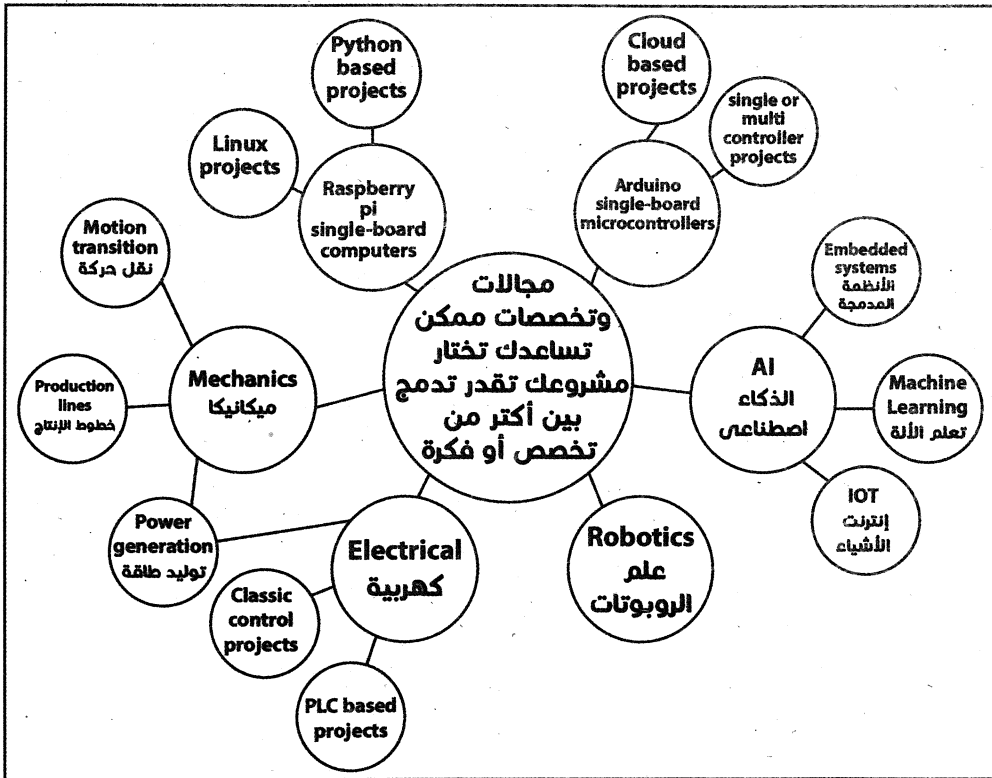 Python
based
projects
Cloud
based
projects
single or
multi
controller
projects
Linux
projects
Raspberry
pi
single-board
computers
Arduino
single-board
microcontrollers
Motion
transition
نقل حركة
Embedded
systems
الأنظمة
المدمجة
مجالات
وتخصصات ممكن
تساعدك تختار
مشروعك تقدر تدمج
بين أكتر من
تخصص أو فكرة
Mechanics
ميكانيكا
AI
الذكاء
اصطناعى
Production
lines
خطوط الإنتاج
Machine
Learning
تعلم الألة
Power
generation
توليد طاقة
IOT
إنترنت
الأشياء
Electrical
كهربية
Robotics
علم
الروبوتات
Classic
control
projects
PLC based
projects